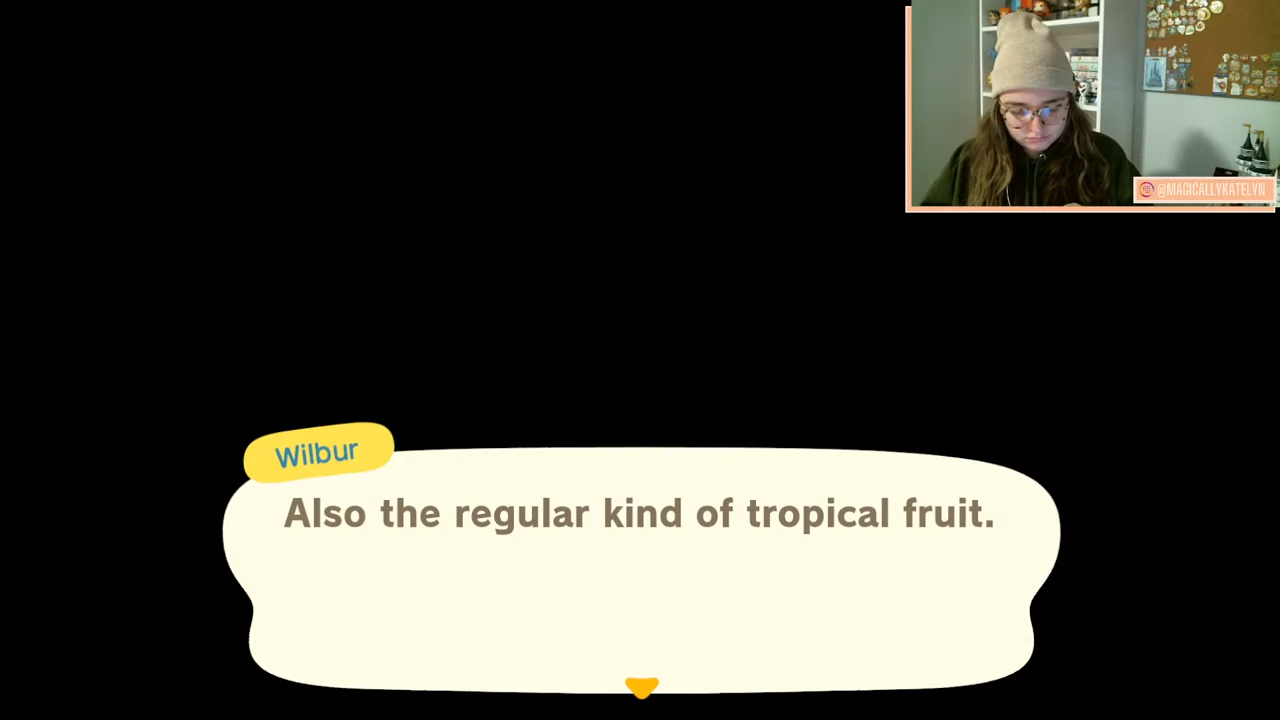 @MAGICALLYKATELYN
Wilbur
Also the regular kind of tropical fruit.